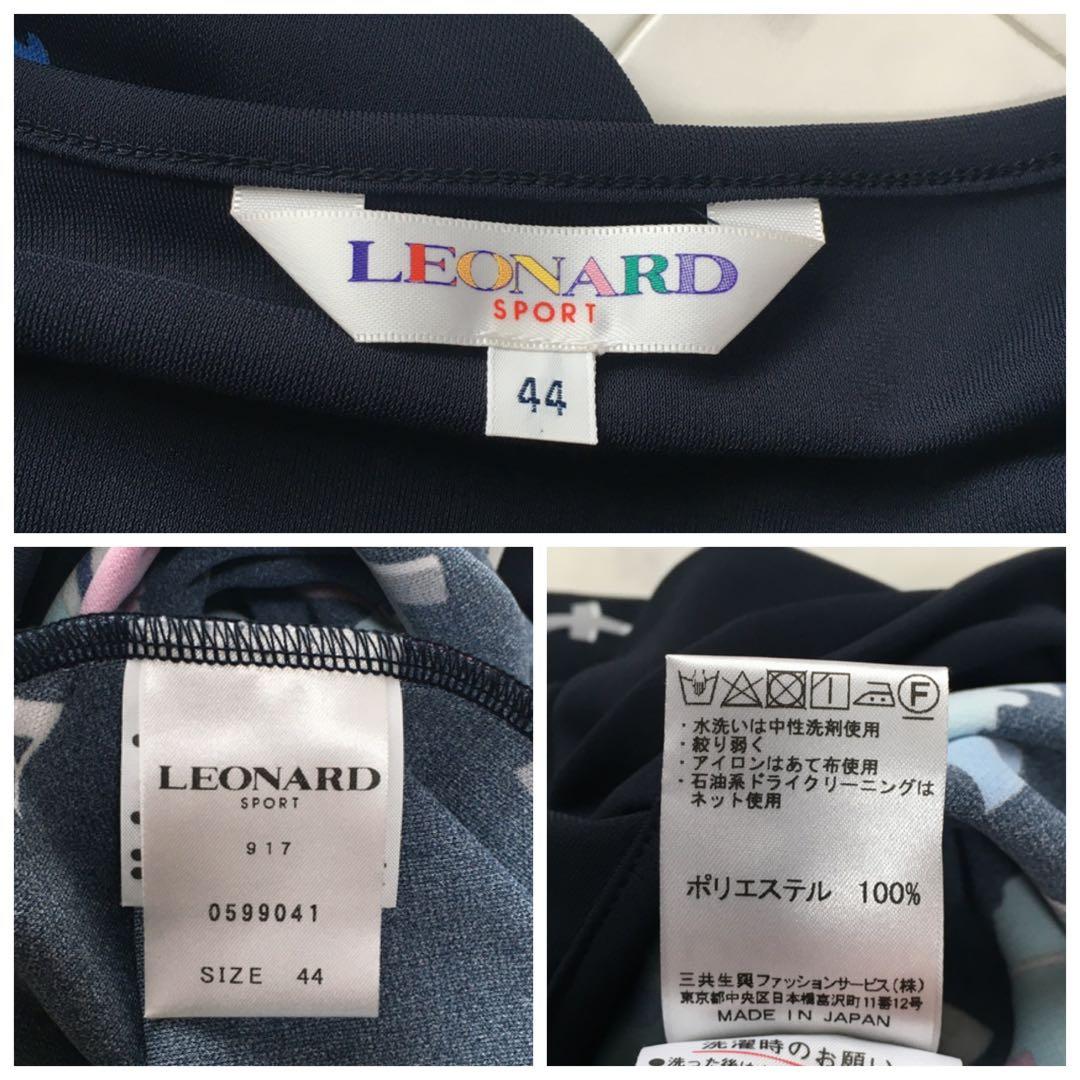 LEONARD
SPORT
44
LEONARD
SPORT
917
0599041
SIZE 44
F
・水洗いは中性洗剤使用
・絞り弱く
・アイロンはあて布使用
・石油系ドライクリーニングは
ネット使用
ポリエステル 100%
三共生興ファッションサービス(株)
東京都中央区日本橋富沢町11番12号
MADE IN JAPAN
洗濯時のお願い
●洗った後は